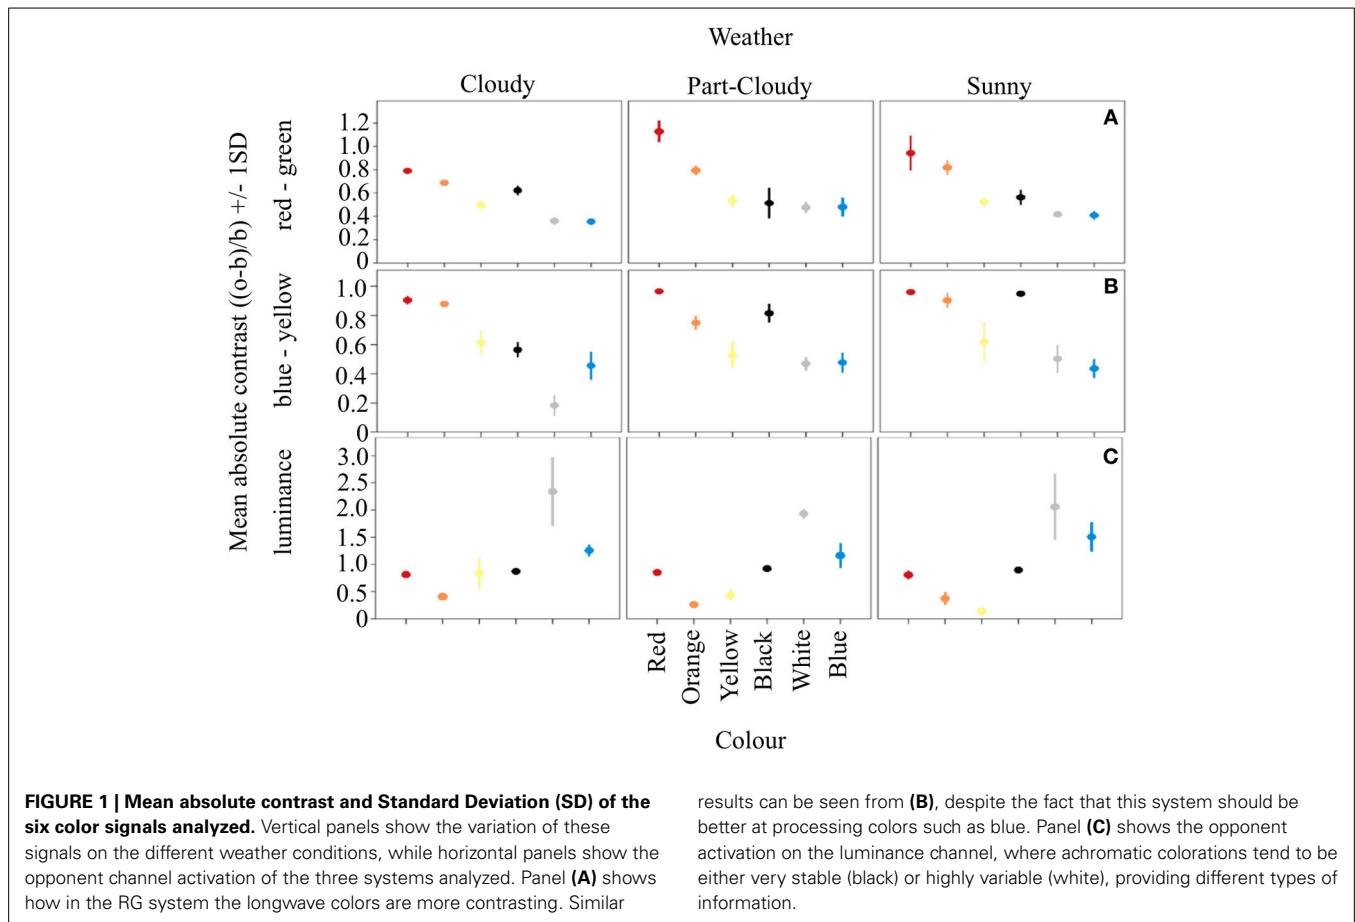 Weather
Cloudy
Part-Cloudy
Sunny
Mean absolute contrast ((o-b)/b) +/- 1SD
red - green
1.2
1.0
0.8
0.6
0.4
0.2
0
A
blue - yellow
1.0
0.8
0.6
0.4
0.2
0
B
luminance
3.0
2.5
2.0
1.5
1.0
0.5
0
C
Red
Orange
Yellow
Black
White
Blue
Colour
FIGURE 1 | Mean absolute contrast and Standard Deviation (SD) of the
six color signals analyzed. Vertical panels show the variation of these
signals on the different weather conditions, while horizontal panels show the
opponent channel activation of the three systems analyzed. Panel (A) shows
how in the RG system the longwave colors are more contrasting. Similar
results can be seen from (B), despite the fact that this system should be
better at processing colors such as blue. Panel (C) shows the opponent
activation on the luminance channel, where achromatic colorations tend to be
either very stable (black) or highly variable (white), providing different types of
information.